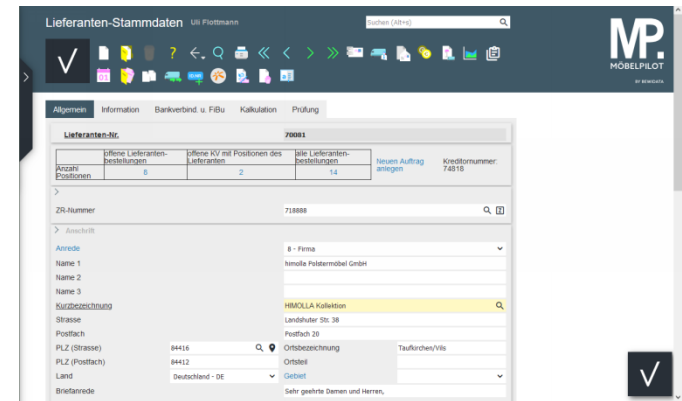 Lieferanten-Stammdaten Uli Flottmann
Suchen (Alt+s)
MP.
MÖBELPILOT
BY BEMSDATA
Allgemein Information Bankverbind. u. FiBu Kalkulation Prüfung
Lieferanten-Nr. 70081
offene Lieferanten-bestellungen offene KV mit Positionen des Lieferanten alle Lieferanten-bestellungen
Anzahl Positionen 8 2 14
Neuen Auftrag anlegen
Kreditornummer: 74818
ZR-Nummer 718888
Anschrift
Anrede 8 - Firma
Name 1 himolla Polstermöbel GmbH
Name 2
Name 3
Kurzbezeichnung HIMOLLA Kollektion
Strasse Landshuter Str. 38
Postfach Postfach 20
PLZ (Strasse) 84416 Ortsbezeichnung Taufkirchen/Vils
PLZ (Postfach) 84412 Ortsteil
Land Deutschland - DE Gebiet
Briefanrede Sehr geehrte Damen und Herren,